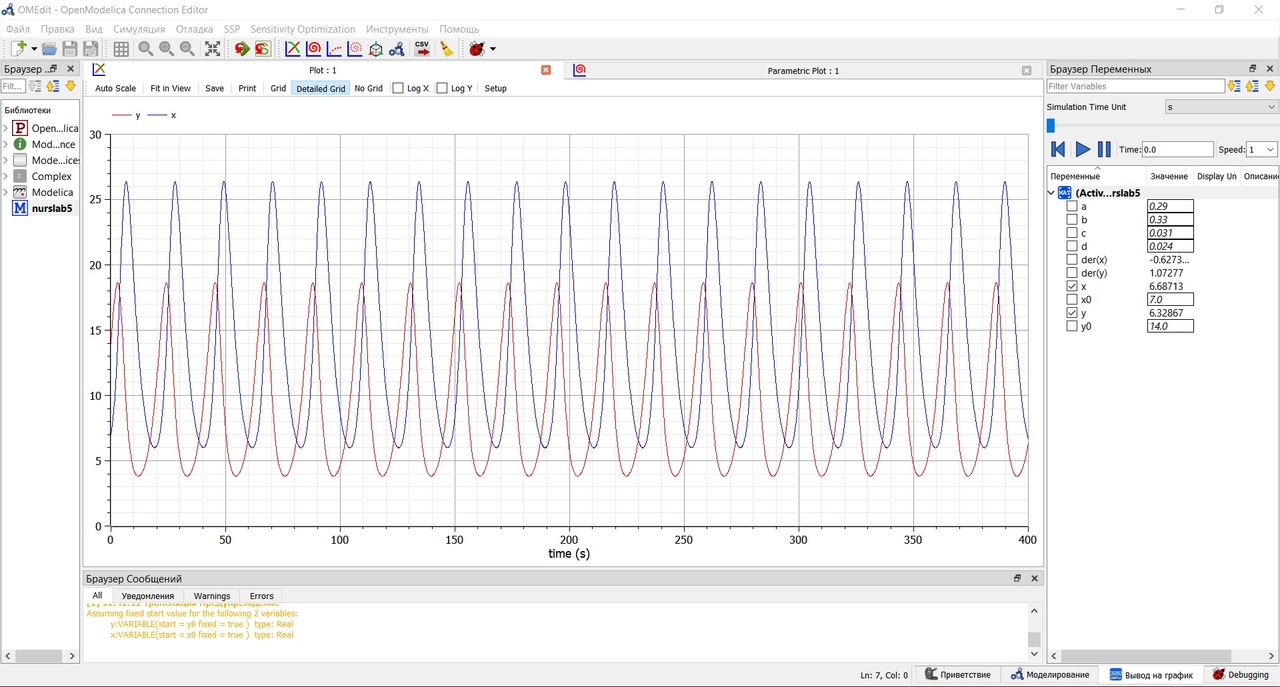 OMEdit - OpenModelica Connection Editor
Файл Правка Вид Симуляция Отладка SSP Sensitivity Optimization Инструменты Помощь
CSV
Браузер ...
Filt...
Библиотеки
P Open...lica
i Mod...nce
Mode...ices
C Complex
Modelica
M nurslab5
Plot : 1
Parametric Plot : 1
Auto Scale Fit in View Save Print Grid Detailed Grid No Grid Log X Log Y Setup
y x
30
25
20
15
10
5
0
0 50 100 150 200 250 300 350 400
time (s)
Браузер Сообщений
All Уведомления Warnings Errors
Assuming fixed start value for the following 2 variables:
y:VARIABLE(start = y0 fixed = true ) type: Real
x:VARIABLE(start = x0 fixed = true ) type: Real
Браузер Переменных
Filter Variables
Simulation Time Unit s
Time: 0.0 Speed: 1
Переменные Значение Display Un Описание
(Activ...rslab5
a 0.29
b 0.33
c 0.031
d 0.024
der(x) -0.6273...
der(y) 1.07277
x 6.68713
x0 7.0
y 6.32867
y0 14.0
Ln: 7, Col: 0 Приветствие Моделирование Вывод на график Debugging